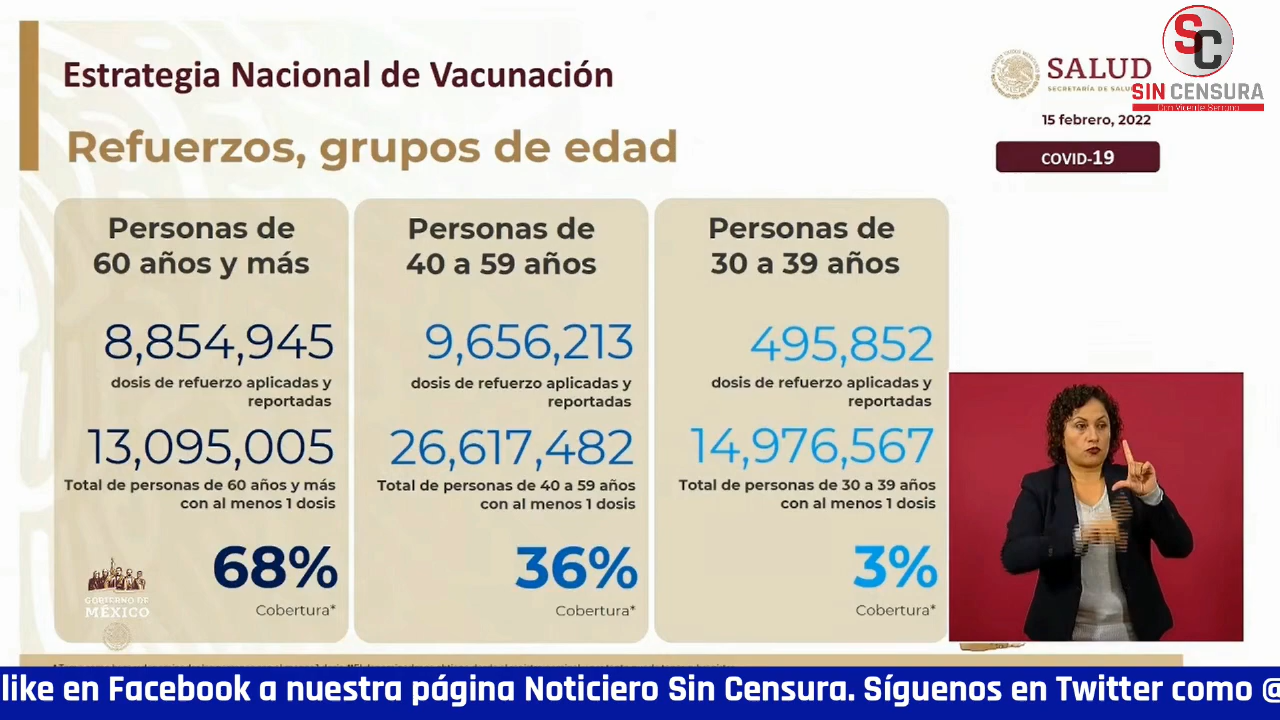 Estrategia Nacional de Vacunación
Refuerzos, grupos de edad
SALUD
SECRETARÍA DE
SC
SIN CENSURA
Con Vicente Serrano
15 febrero, 2022
COVID-19
Personas de
60 años y más
8,854,945
dosis de refuerzo aplicadas y
reportadas
13,095,005
Total de personas de 60 años y más
con al menos 1 dosis
68%
Cobertura*
Personas de
40 a 59 años
9,656,213
dosis de refuerzo aplicadas y
reportadas
26,617,482
Total de personas de 40 a 59 años
con al menos 1 dosis
36%
Cobertura*
Personas de
30 a 39 años
495,852
dosis de refuerzo aplicadas y
reportadas
14,976,567
Total de personas de 30 a 39 años
con al menos 1 dosis
3%
Cobertura*
GOBIERNO DE
MÉXICO
like en Facebook a nuestra página Noticiero Sin Censura. Síguenos en Twitter como @